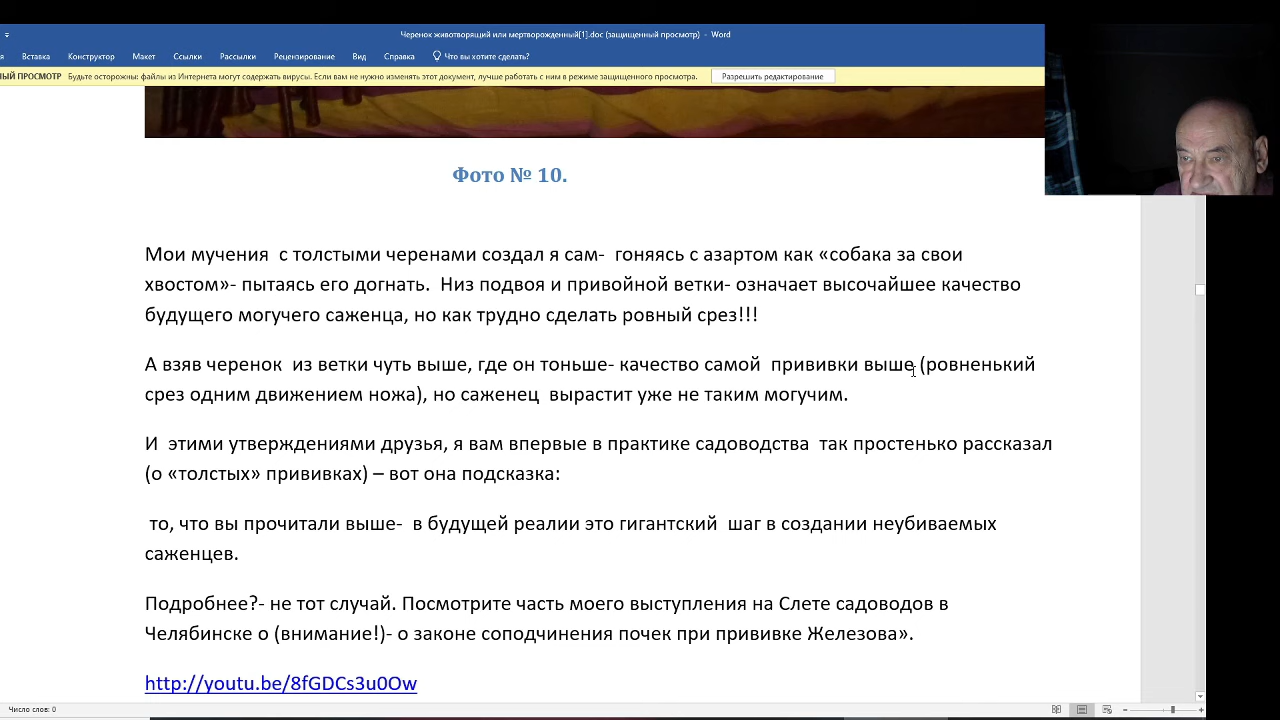 Черенок животворящий или мертворожденный[1].doc (защищенный просмотр) - Word
Вставка Конструктор Макет Ссылки Рассылки Рецензирование Вид Справка Что вы хотите сделать?
ЫЙ ПРОСМОТР Будьте осторожны: файлы из Интернета могут содержать вирусы. Если вам не нужно изменять этот документ, лучше работать с ним в режиме защищенного просмотра. Разрешить редактирование
Фото № 10.
Мои мучения с толстыми черенами создал я сам- гоняясь с азартом как «собака за свои
хвостом»- пытаясь его догнать. Низ подвоя и привойной ветки- означает высочайшее качество
будущего могучего саженца, но как трудно сделать ровный срез!!!
А взяв черенок из ветки чуть выше, где он тоньше- качество самой прививки выше (ровненький
срез одним движением ножа), но саженец вырастит уже не таким могучим.
И этими утверждениями друзья, я вам впервые в практике садоводства так простенько рассказал
(о «толстых» прививках) – вот она подсказка:
то, что вы прочитали выше- в будущей реалии это гигантский шаг в создании неубиваемых
саженцев.
Подробнее?- не тот случай. Посмотрите часть моего выступления на Слете садоводов в
Челябинске о (внимание!)- о законе соподчинения почек при прививке Железова».
http://youtu.be/8fGDCs3u0Ow
Число слов: 0